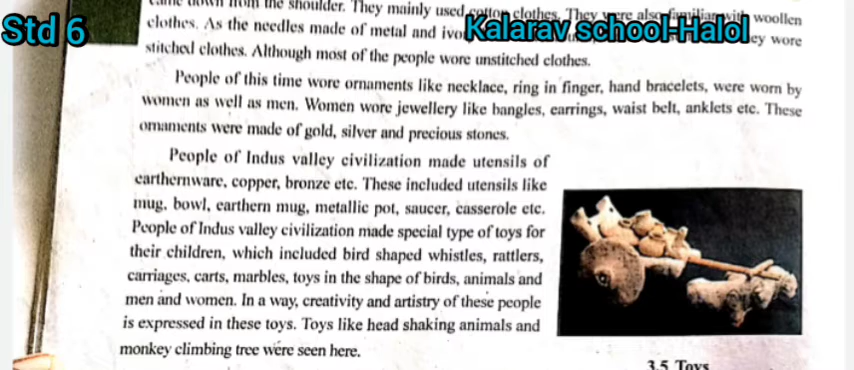 Std 6
Kalarav school-Halol
came down from the shoulder. They mainly used cotton clothes. They were also familiar with woollen
clothes. As the needles made of metal and ivo ey wore
stitched clothes. Although most of the people wore unstitched clothes.
People of this time wore ornaments like necklace, ring in finger, hand bracelets, were worn by
women as well as men. Women wore jewellery like bangles, earrings, waist belt, anklets etc. These
ornaments were made of gold, silver and precious stones.
People of Indus valley civilization made utensils of
earthernware, copper, bronze etc. These included utensils like
mug, bowl, earthern mug, metallic pot, saucer, casserole etc.
People of Indus valley civilization made special type of toys for
their children, which included bird shaped whistles, rattlers,
carriages, carts, marbles, toys in the shape of birds, animals and
men and women. In a way, creativity and artistry of these people
is expressed in these toys. Toys like head shaking animals and
monkey climbing tree were seen here.
3.5 Toys